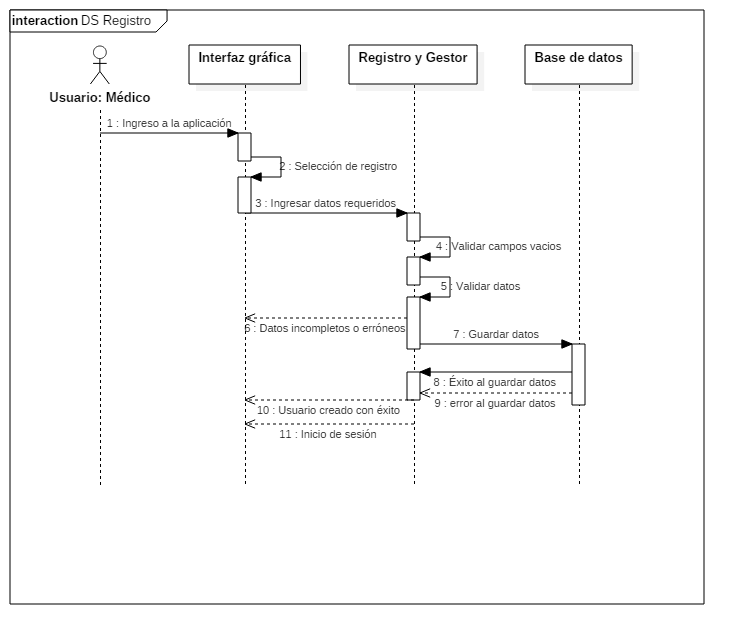 interaction DS Registro
Interfaz gráfica
Registro y Gestor
Base de datos
Usuario: Médico
1 : Ingreso a la aplicación
2 : Selección de registro
3 : Ingresar datos requeridos
4 : Validar campos vacios
5 : Validar datos
6 : Datos incompletos o erróneos
7 : Guardar datos
8 : Éxito al guardar datos
9 : error al guardar datos
10 : Usuario creado con éxito
11 : Inicio de sesión